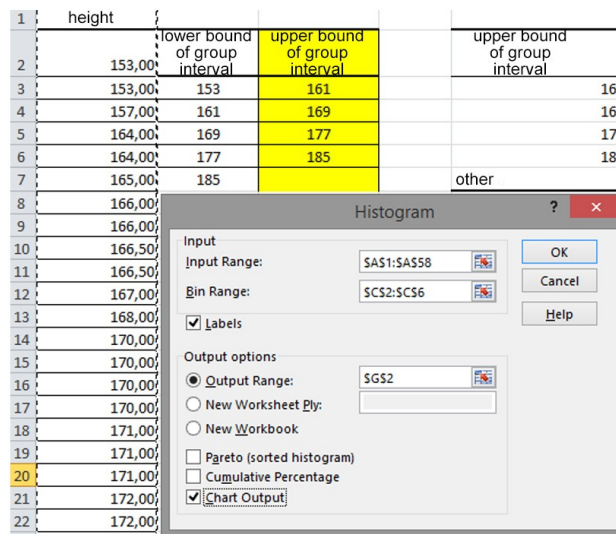 1 height
lower bound of group interval upper bound of group interval upper bound of group interval
2 153,00
3 153,00 153 161 16
4 157,00 161 169 16
5 164,00 169 177 17
6 164,00 177 185 18
7 165,00 185 other
8 166,00
9 166,00
10 166,50
11 166,50
12 167,00
13 168,00
14 170,00
15 170,00
16 170,00
17 170,00
18 171,00
19 171,00
20 171,00
21 172,00
22 172,00
Histogram ? ×
Input
Input Range: $A$1:$A$58
Bin Range: $C$2:$C$6
Labels
Output options
Output Range: $G$2
New Worksheet Ply:
New Workbook
Pareto (sorted histogram)
Cumulative Percentage
Chart Output
OK
Cancel
Help